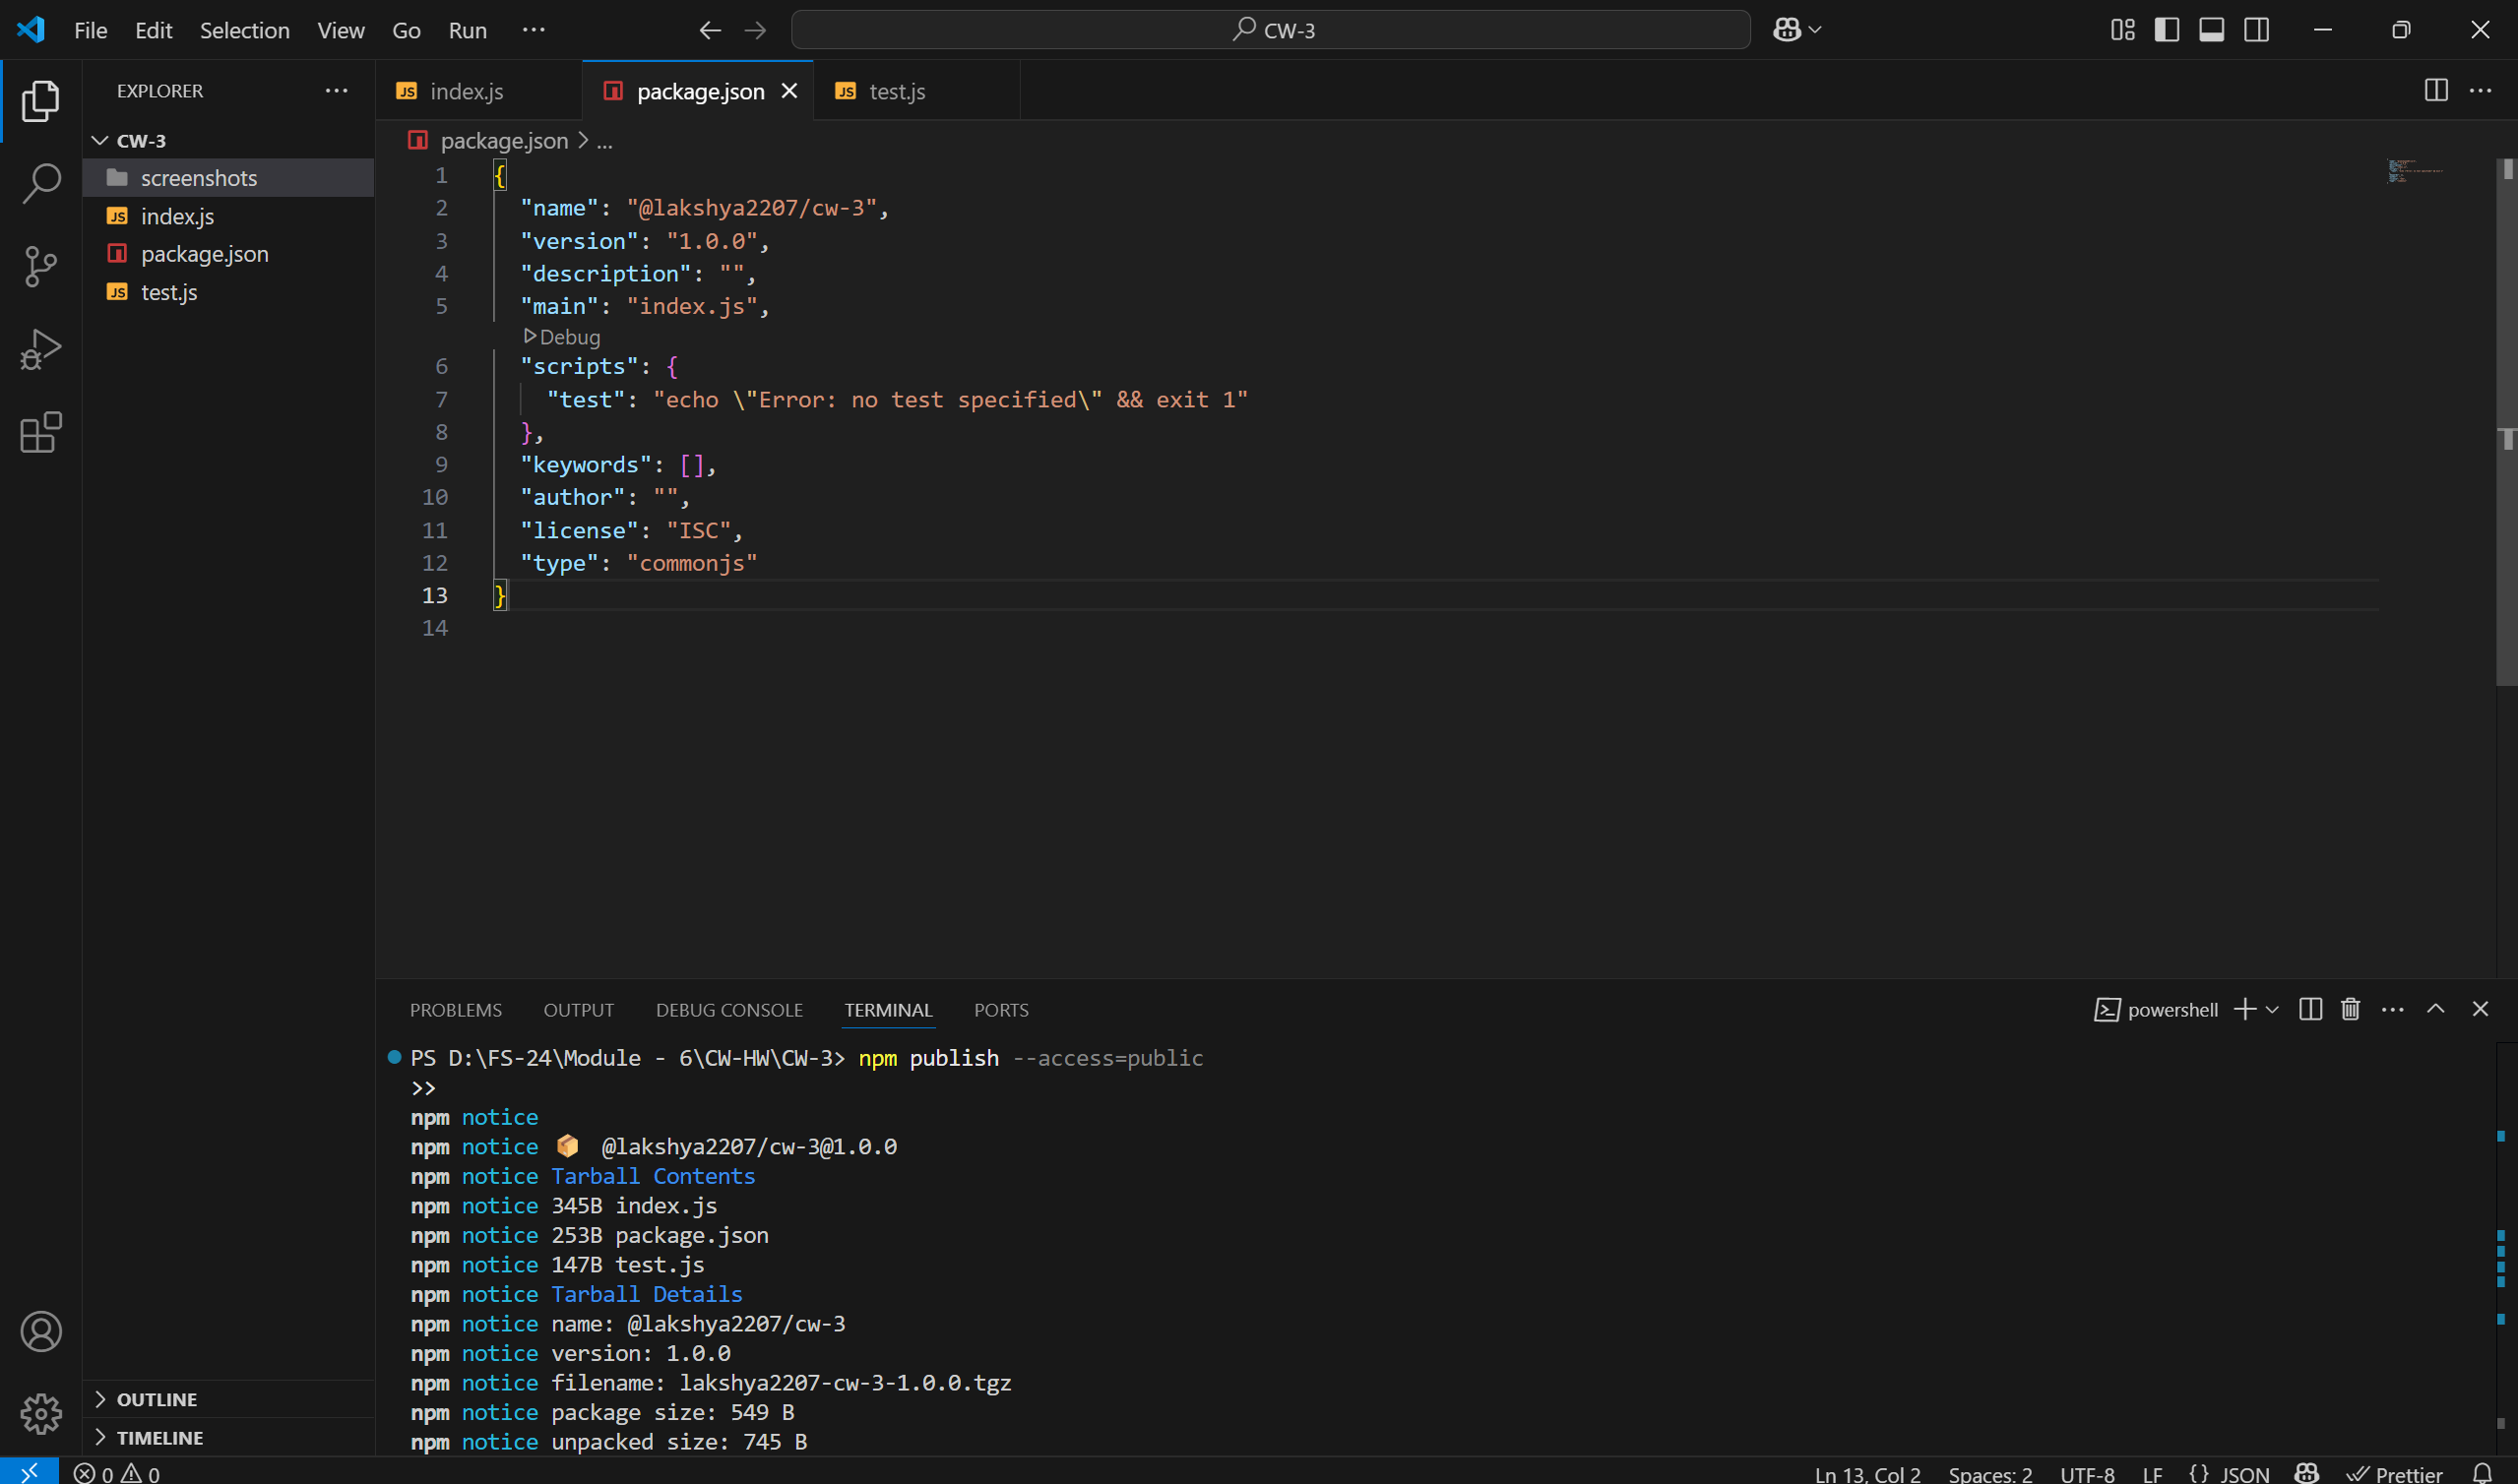 File Edit Selection View Go Run ...
CW-3
EXPLORER ...
CW-3
screenshots
JS index.js
package.json
JS test.js
OUTLINE
TIMELINE
JS index.js
package.json
JS test.js
package.json > ...
1 {
2 "name": "@lakshya2207/cw-3",
3 "version": "1.0.0",
4 "description": "",
5 "main": "index.js",
Debug
6 "scripts": {
7 "test": "echo \"Error: no test specified\" && exit 1"
8 },
9 "keywords": [],
10 "author": "",
11 "license": "ISC",
12 "type": "commonjs"
13 }
14
PROBLEMS OUTPUT DEBUG CONSOLE TERMINAL PORTS
powershell
PS D:\FS-24\Module - 6\CW-HW\CW-3> npm publish --access=public
>>
npm notice
npm notice 📦 @lakshya2207/cw-3@1.0.0
npm notice Tarball Contents
npm notice 345B index.js
npm notice 253B package.json
npm notice 147B test.js
npm notice Tarball Details
npm notice name: @lakshya2207/cw-3
npm notice version: 1.0.0
npm notice filename: lakshya2207-cw-3-1.0.0.tgz
npm notice package size: 549 B
npm notice unpacked size: 745 B
0 0
Ln 13, Col 2 Spaces: 2 UTF-8 LF {} JSON Prettier